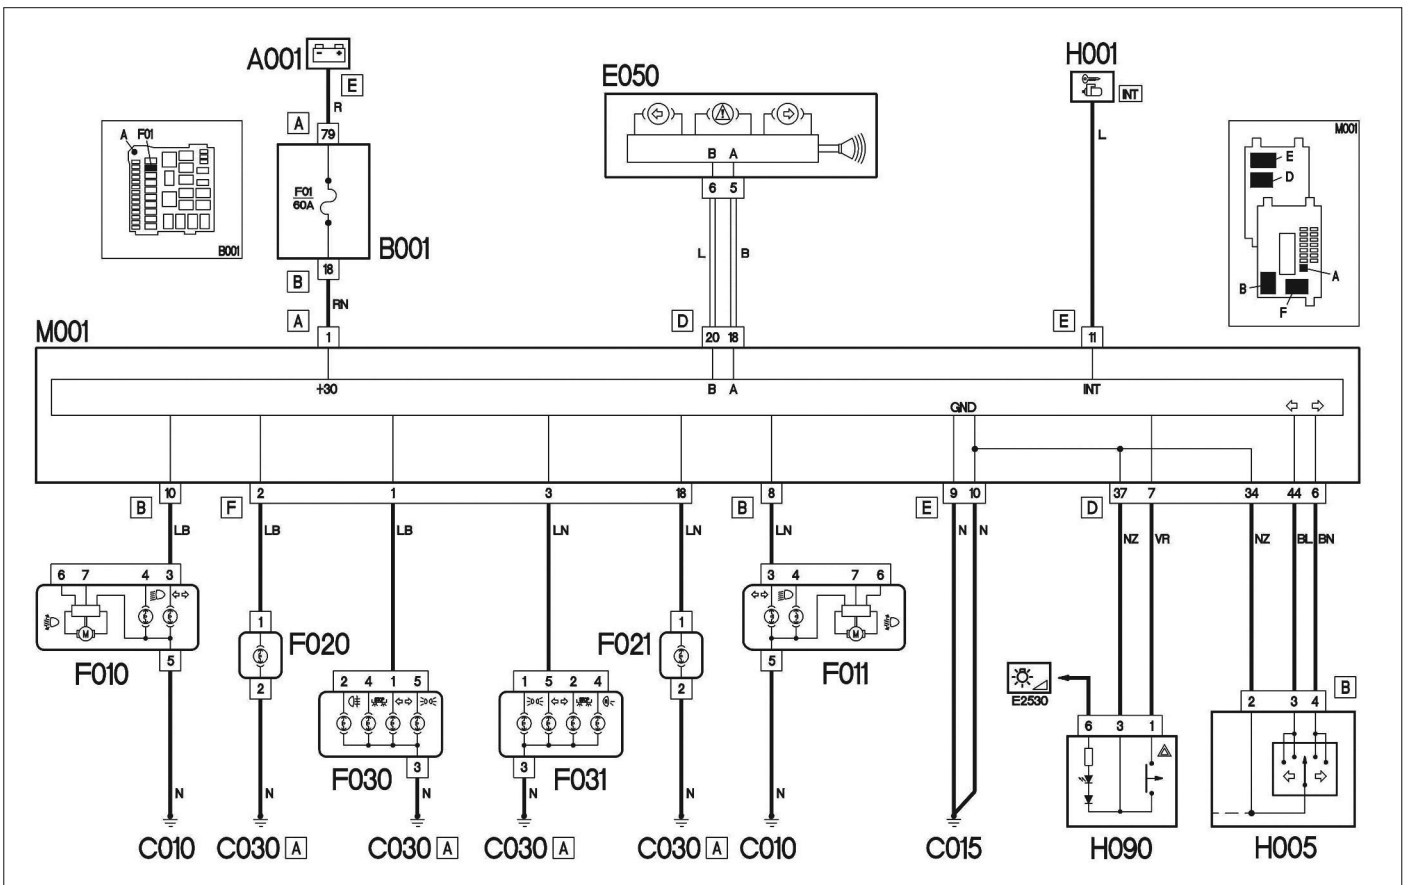 A001
E
R
A
79
F01
60A
B001
18
B
RN
A
1
A F01
B001
E050
B A
6 5
L B
D
20 18
H001
INT
L
E
11
M001
E
D
A
B
F
M001
+30
B A
INT
GND
B 10
F 2 1 3 18
B 8
E 9 10
D 37 7 34 44 6
LB LB LB LN LN LN N N NZ VR NZ BL BN
6 7 4 3
M
5
F010
1
2
F020
2 4 1 5
3
F030
1 5 2 4
3
F031
1
2
F021
3 4 7 6
M
5
F011
E2530
6 3 1
2 3 4
B
N N N N N N
C010 C030 A C030 A C030 A C030 A C010 C015 H090 H005